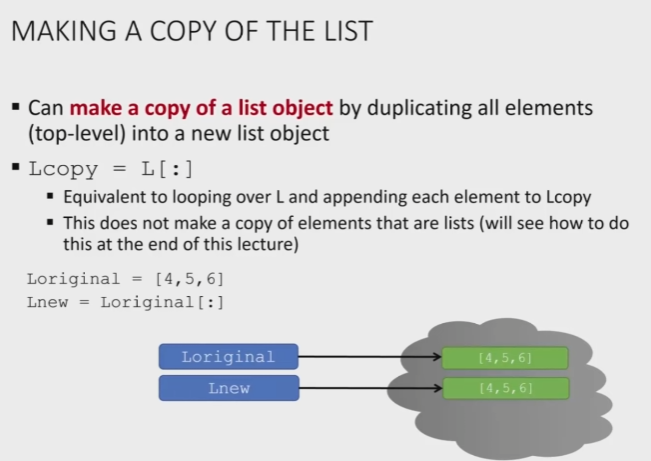 MAKING A COPY OF THE LIST
▪ Can make a copy of a list object by duplicating all elements
(top-level) into a new list object
▪ Lcopy = L[:]
▪ Equivalent to looping over L and appending each element to Lcopy
▪ This does not make a copy of elements that are lists (will see how to do
this at the end of this lecture)
Loriginal = [4,5,6]
Lnew = Loriginal[:]
Loriginal [4,5,6]
Lnew [4,5,6]